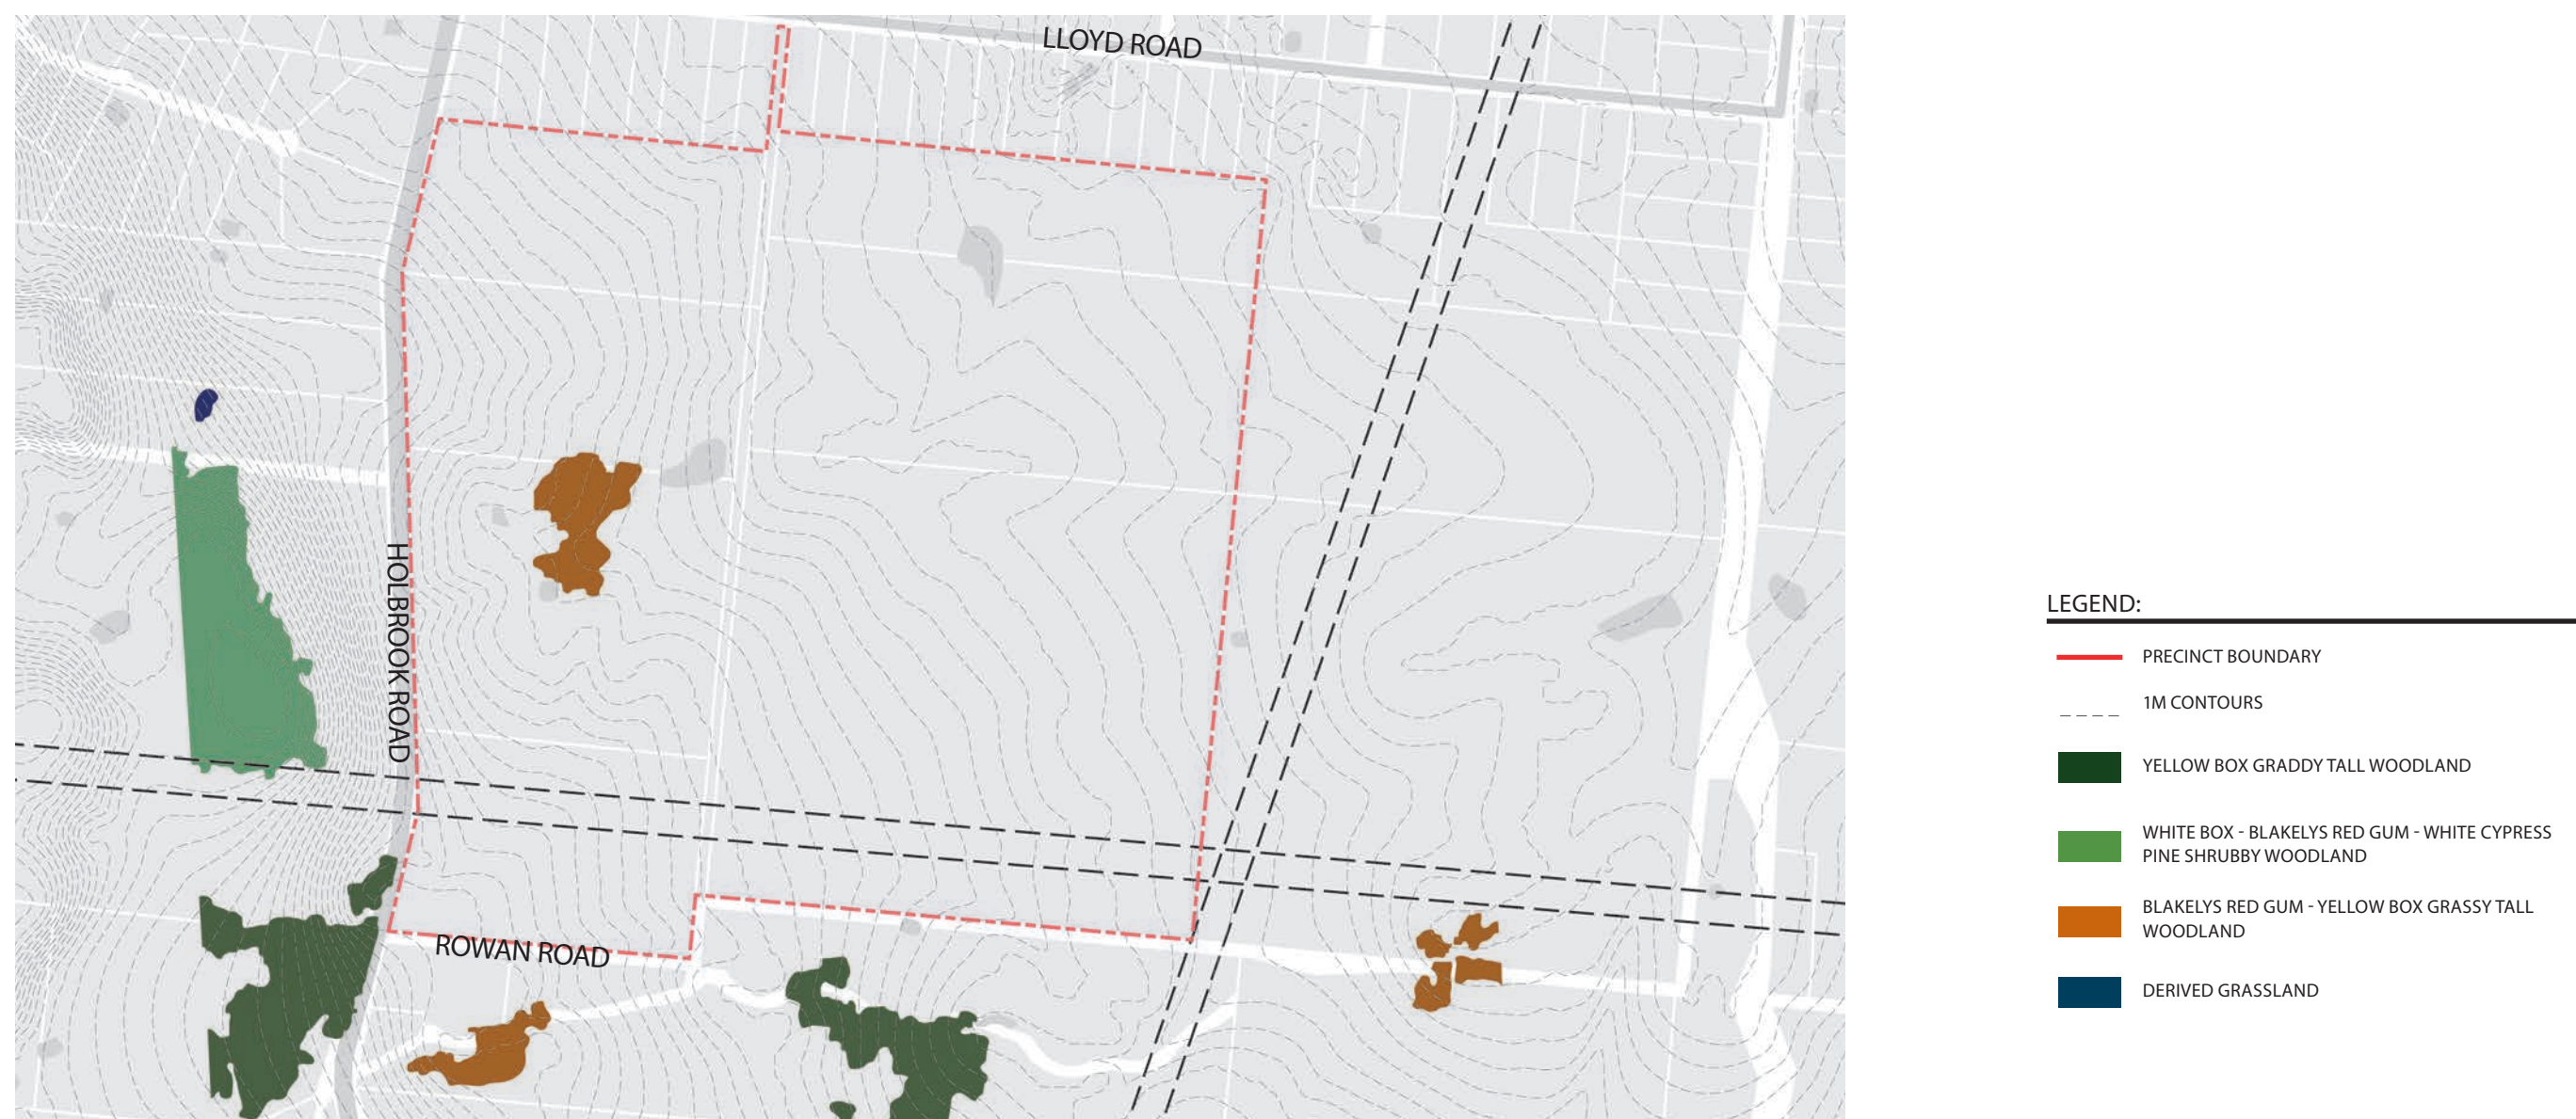 LLOYD ROAD
HOLBROOK ROAD
ROWAN ROAD
LEGEND:
PRECINCT BOUNDARY
1M CONTOURS
YELLOW BOX GRADDY TALL WOODLAND
WHITE BOX - BLAKELYS RED GUM - WHITE CYPRESS
PINE SHRUBBY WOODLAND
BLAKELYS RED GUM - YELLOW BOX GRASSY TALL
WOODLAND
DERIVED GRASSLAND